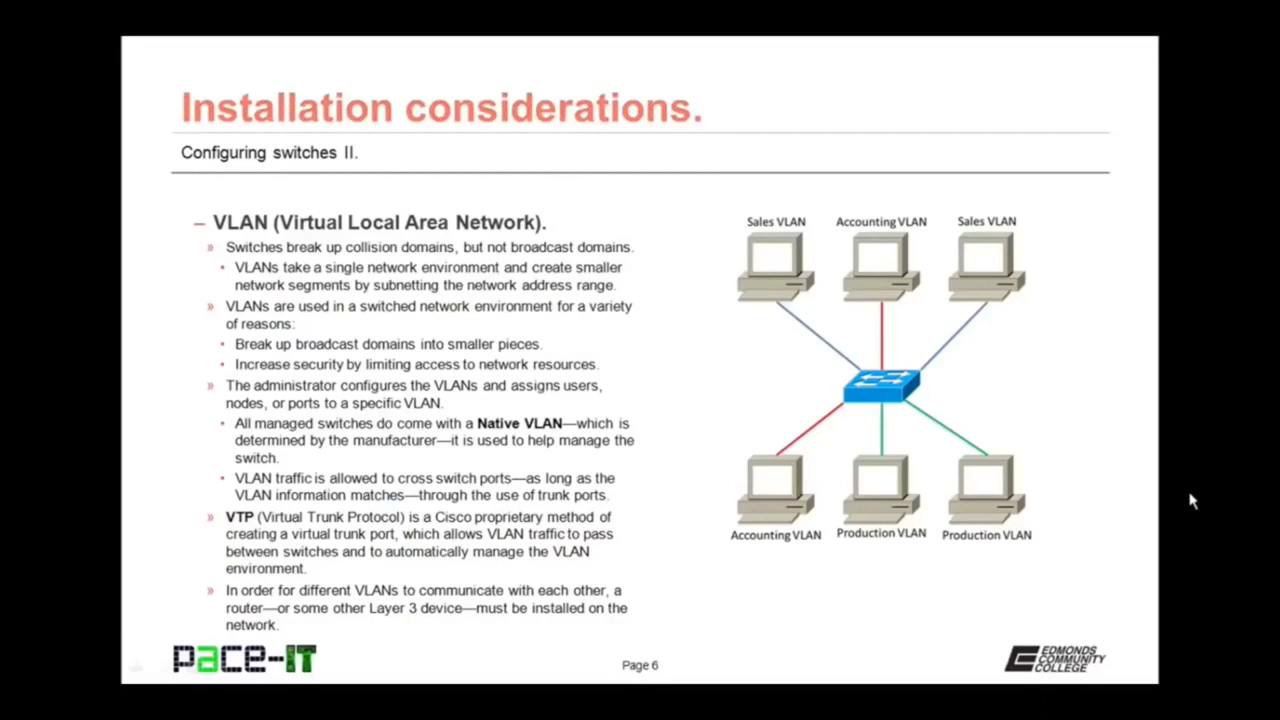 Installation considerations.
Configuring switches II.
– VLAN (Virtual Local Area Network).
» Switches break up collision domains, but not broadcast domains.
• VLANs take a single network environment and create smaller
network segments by subnetting the network address range.
» VLANs are used in a switched network environment for a variety
of reasons:
• Break up broadcast domains into smaller pieces.
• Increase security by limiting access to network resources.
» The administrator configures the VLANs and assigns users,
nodes, or ports to a specific VLAN.
• All managed switches do come with a Native VLAN—which is
determined by the manufacturer—it is used to help manage the
switch.
• VLAN traffic is allowed to cross switch ports—as long as the
VLAN information matches—through the use of trunk ports.
» VTP (Virtual Trunk Protocol) is a Cisco proprietary method of
creating a virtual trunk port, which allows VLAN traffic to pass
between switches and to automatically manage the VLAN
environment.
» In order for different VLANs to communicate with each other, a
router—or some other Layer 3 device—must be installed on the
network.
Sales VLAN Accounting VLAN Sales VLAN
Accounting VLAN Production VLAN Production VLAN
pace-IT
Page 6
EDMONDS
COMMUNITY
COLLEGE